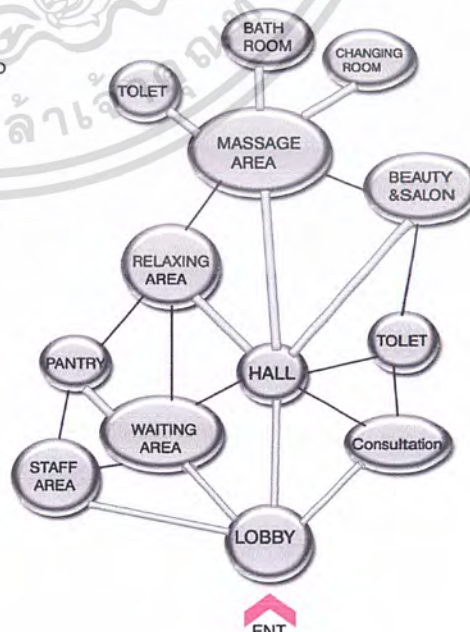 BATH
ROOM
CHANGING
ROOM
TOLET
MASSAGE
AREA
BEAUTY
&SALON
RELAXING
AREA
TOLET
PANTRY
HALL
WAITING
AREA
Consultation
STAFF
AREA
LOBBY
ENT